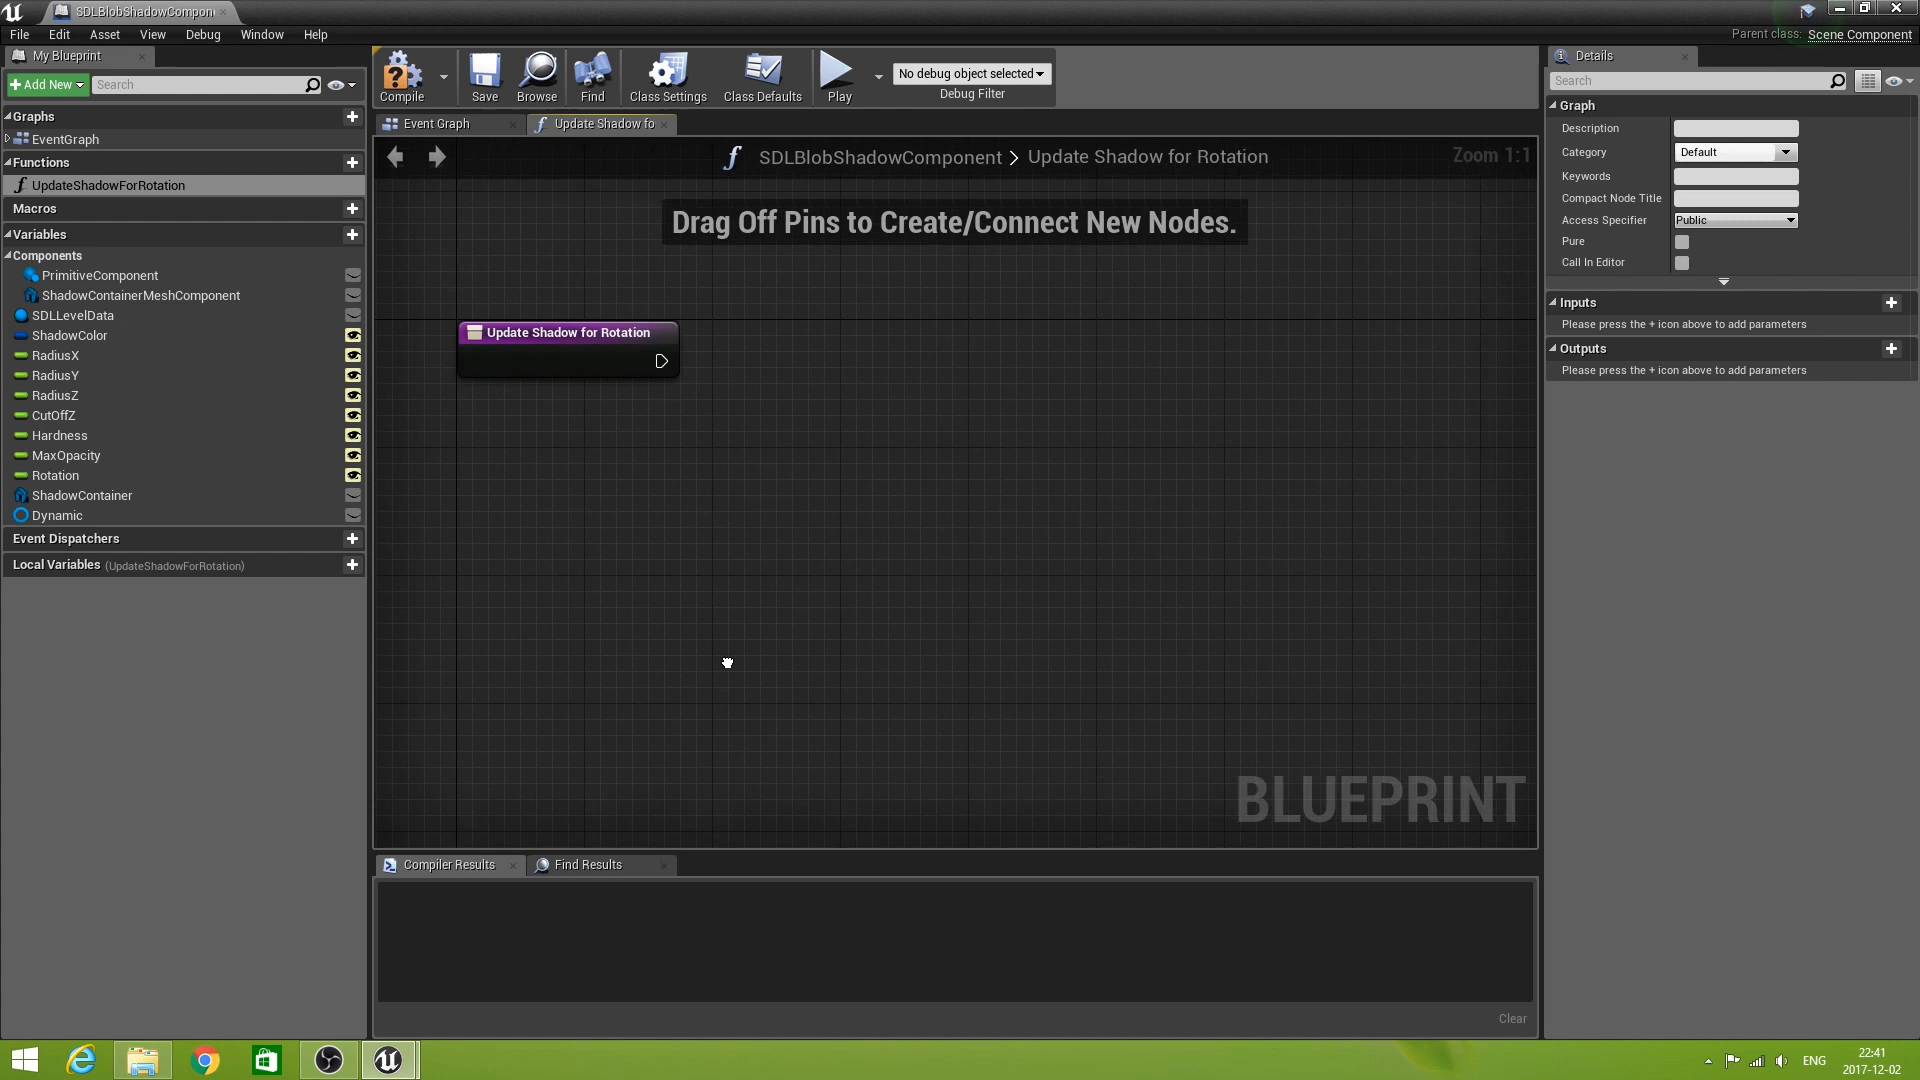 SDLBlobShadowCompon
File Edit Asset View Debug Window Help
Parent class: Scene Component
My Blueprint
Add New
Search
Graphs
EventGraph
Functions
UpdateShadowForRotation
Macros
Variables
Components
PrimitiveComponent
ShadowContainerMeshComponent
SDLLevelData
ShadowColor
RadiusX
RadiusY
RadiusZ
CutOffZ
Hardness
MaxOpacity
Rotation
ShadowContainer
Dynamic
Event Dispatchers
Local Variables (UpdateShadowForRotation)
Compile
Save
Browse
Find
Class Settings
Class Defaults
Play
No debug object selected
Debug Filter
Event Graph
Update Shadow fo
SDLBlobShadowComponent > Update Shadow for Rotation
Zoom 1:1
Drag Off Pins to Create/Connect New Nodes.
Update Shadow for Rotation
BLUEPRINT
Compiler Results
Find Results
Clear
Details
Search
Graph
Description
Category Default
Keywords
Compact Node Title
Access Specifier Public
Pure
Call In Editor
Inputs
Please press the + icon above to add parameters
Outputs
Please press the + icon above to add parameters
ENG
22:41
2017-12-02